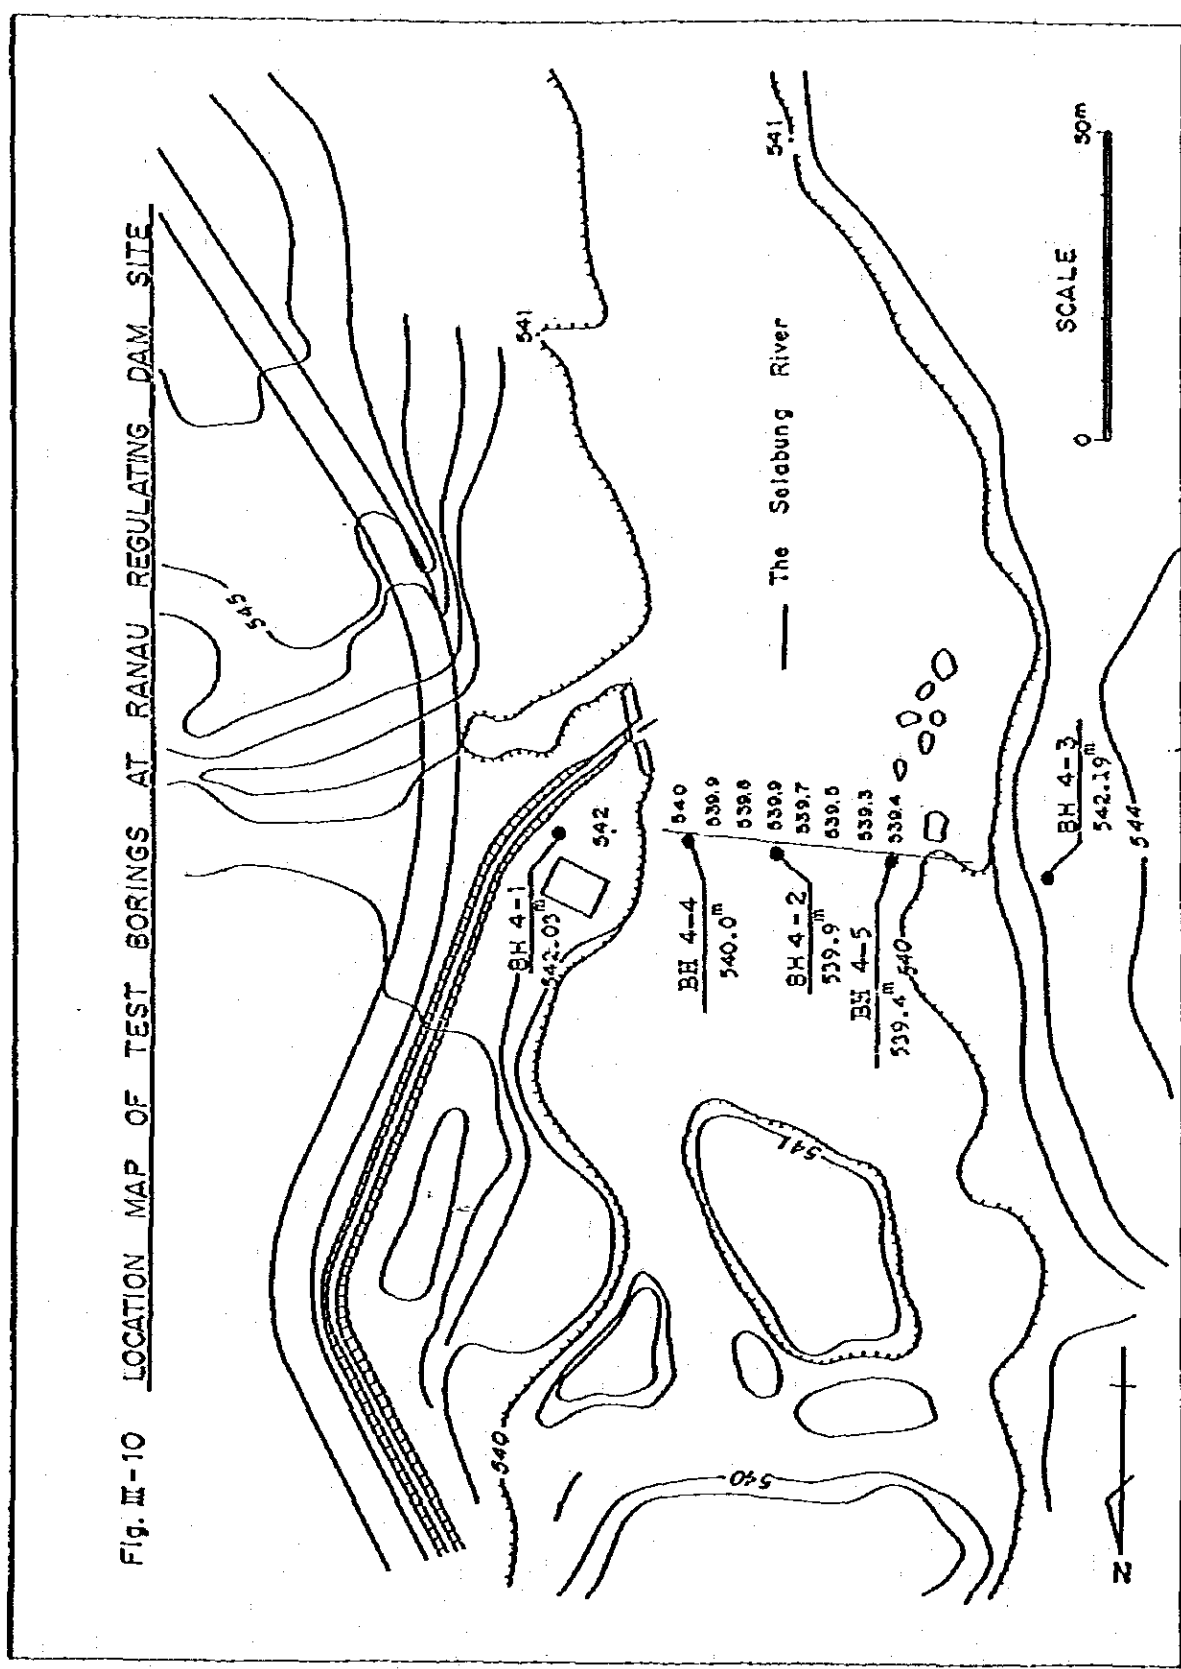 Fig. III-10 LOCATION MAP OF TEST BORINGS AT RANAU REGULATING DAM SITE
545
541
541
BH 4-1
542.03m
542
BH 4-4
540.0m
540
539.9
539.8
539.9
539.7
539.5
539.3
539.4
BH 4-2
539.9m
BH 4-5
539.4m
540
The Solabung River
BH 4-3
542.19m
544
541
540
540
SCALE
0 50m
N